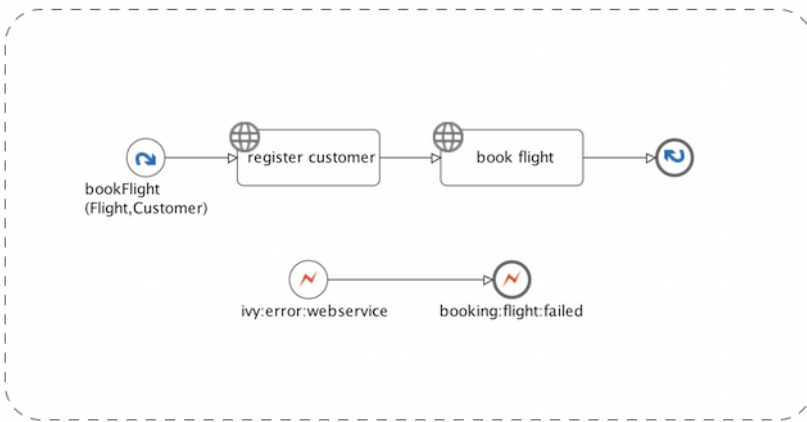 register customer
book flight
bookFlight
(Flight,Customer)
ivy:error:webservice
booking:flight:failed